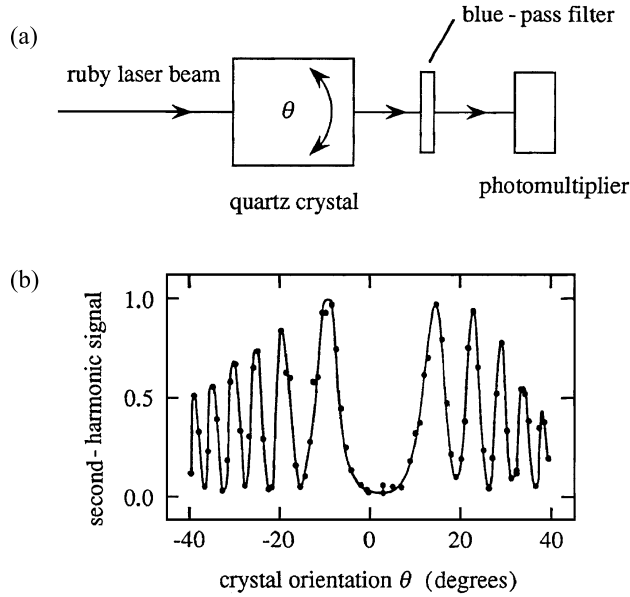 (a)
blue - pass filter
ruby laser beam
θ
quartz crystal
photomultiplier
(b)
second - harmonic signal
1.0
0.5
0.0
-40
-20
0
20
40
crystal orientation θ (degrees)